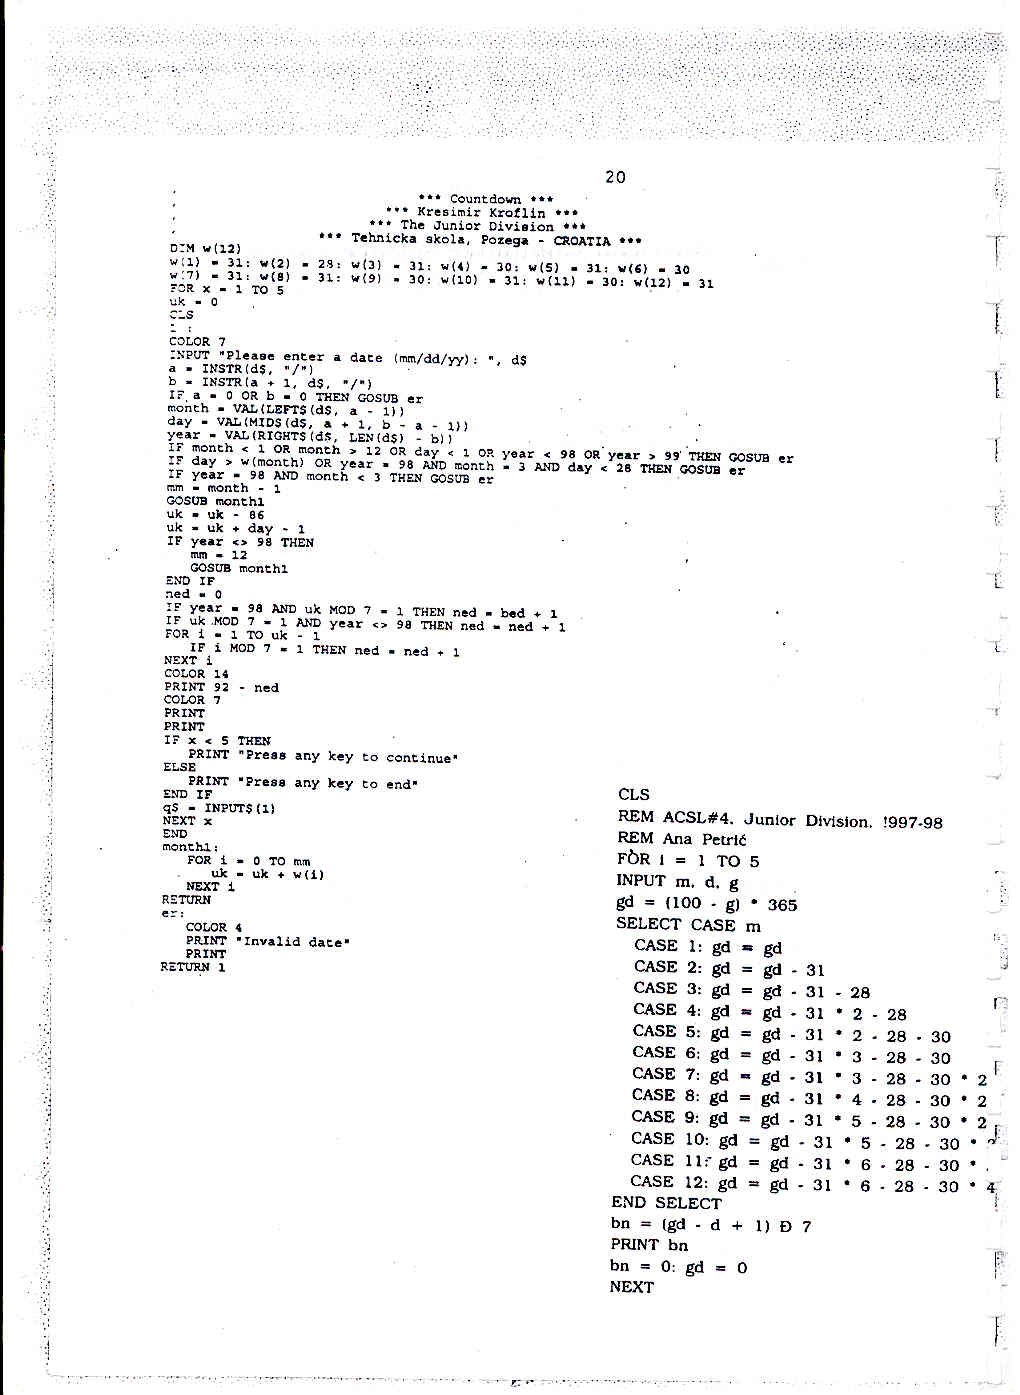 20
*** Countdown ***
*** Kresimir Kroflin ***
*** The Junior Division ***
*** Tehnicka skola, Pozega - CROATIA ***
DIM w(12)
w(1) = 31: w(2) = 28: w(3) = 31: w(4) = 30: w(5) = 31: w(6) = 30
w(7) = 31: w(8) = 31: w(9) = 30: w(10) = 31: w(11) = 30: w(12) = 31
FOR x = 1 TO 5
uk = 0
CLS
1 :
COLOR 7
INPUT "Please enter a date (mm/dd/yy): ", d$
a = INSTR(d$, "/")
b = INSTR(a + 1, d$, "/")
IF a = 0 OR b = 0 THEN GOSUB er
month = VAL(LEFT$(d$, a - 1))
day = VAL(MID$(d$, a + 1, b - a - 1))
year = VAL(RIGHT$(d$, LEN(d$) - b))
IF month < 1 OR month > 12 OR day < 1 OR year < 98 OR year > 99 THEN GOSUB er
IF day > w(month) OR year = 98 AND month = 3 AND day < 28 THEN GOSUB er
IF year = 98 AND month < 3 THEN GOSUB er
mm = month - 1
GOSUB month1
uk = uk - 86
uk = uk + day - 1
IF year <> 98 THEN
mm = 12
GOSUB month1
END IF
ned = 0
IF year = 98 AND uk MOD 7 = 1 THEN ned = bed + 1
IF uk MOD 7 = 1 AND year <> 98 THEN ned = ned + 1
FOR i = 1 TO uk - 1
IF i MOD 7 = 1 THEN ned = ned + 1
NEXT i
COLOR 14
PRINT 92 - ned
COLOR 7
PRINT
PRINT
IF x < 5 THEN
PRINT "Press any key to continue"
ELSE
PRINT "Press any key to end"
END IF
q$ = INPUT$(1)
NEXT x
END
month1:
FOR i = 0 TO mm
uk = uk + w(i)
NEXT i
RETURN
er:
COLOR 4
PRINT "Invalid date"
PRINT
RETURN 1
CLS
REM ACSL#4. Junior Division. !997-98
REM Ana Petrić
FOR i = 1 TO 5
INPUT m, d, g
gd = (100 - g) * 365
SELECT CASE m
CASE 1: gd = gd
CASE 2: gd = gd - 31
CASE 3: gd = gd - 31 - 28
CASE 4: gd = gd - 31 * 2 - 28
CASE 5: gd = gd - 31 * 2 - 28 - 30
CASE 6: gd = gd - 31 * 3 - 28 - 30
CASE 7: gd = gd - 31 * 3 - 28 - 30 * 2
CASE 8: gd = gd - 31 * 4 - 28 - 30 * 2
CASE 9: gd = gd - 31 * 5 - 28 - 30 * 2
CASE 10: gd = gd - 31 * 5 - 28 - 30 *
CASE 11: gd = gd - 31 * 6 - 28 - 30 *
CASE 12: gd = gd - 31 * 6 - 28 - 30 * 4
END SELECT
bn = (gd - d + 1) Đ 7
PRINT bn
bn = 0: gd = 0
NEXT